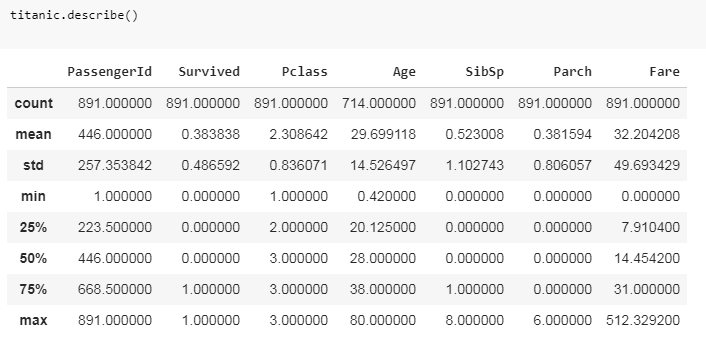 titanic.describe()
PassengerId Survived Pclass Age SibSp Parch Fare
count 891.000000 891.000000 891.000000 714.000000 891.000000 891.000000 891.000000
mean 446.000000 0.383838 2.308642 29.699118 0.523008 0.381594 32.204208
std 257.353842 0.486592 0.836071 14.526497 1.102743 0.806057 49.693429
min 1.000000 0.000000 1.000000 0.420000 0.000000 0.000000 0.000000
25% 223.500000 0.000000 2.000000 20.125000 0.000000 0.000000 7.910400
50% 446.000000 0.000000 3.000000 28.000000 0.000000 0.000000 14.454200
75% 668.500000 1.000000 3.000000 38.000000 1.000000 0.000000 31.000000
max 891.000000 1.000000 3.000000 80.000000 8.000000 6.000000 512.329200